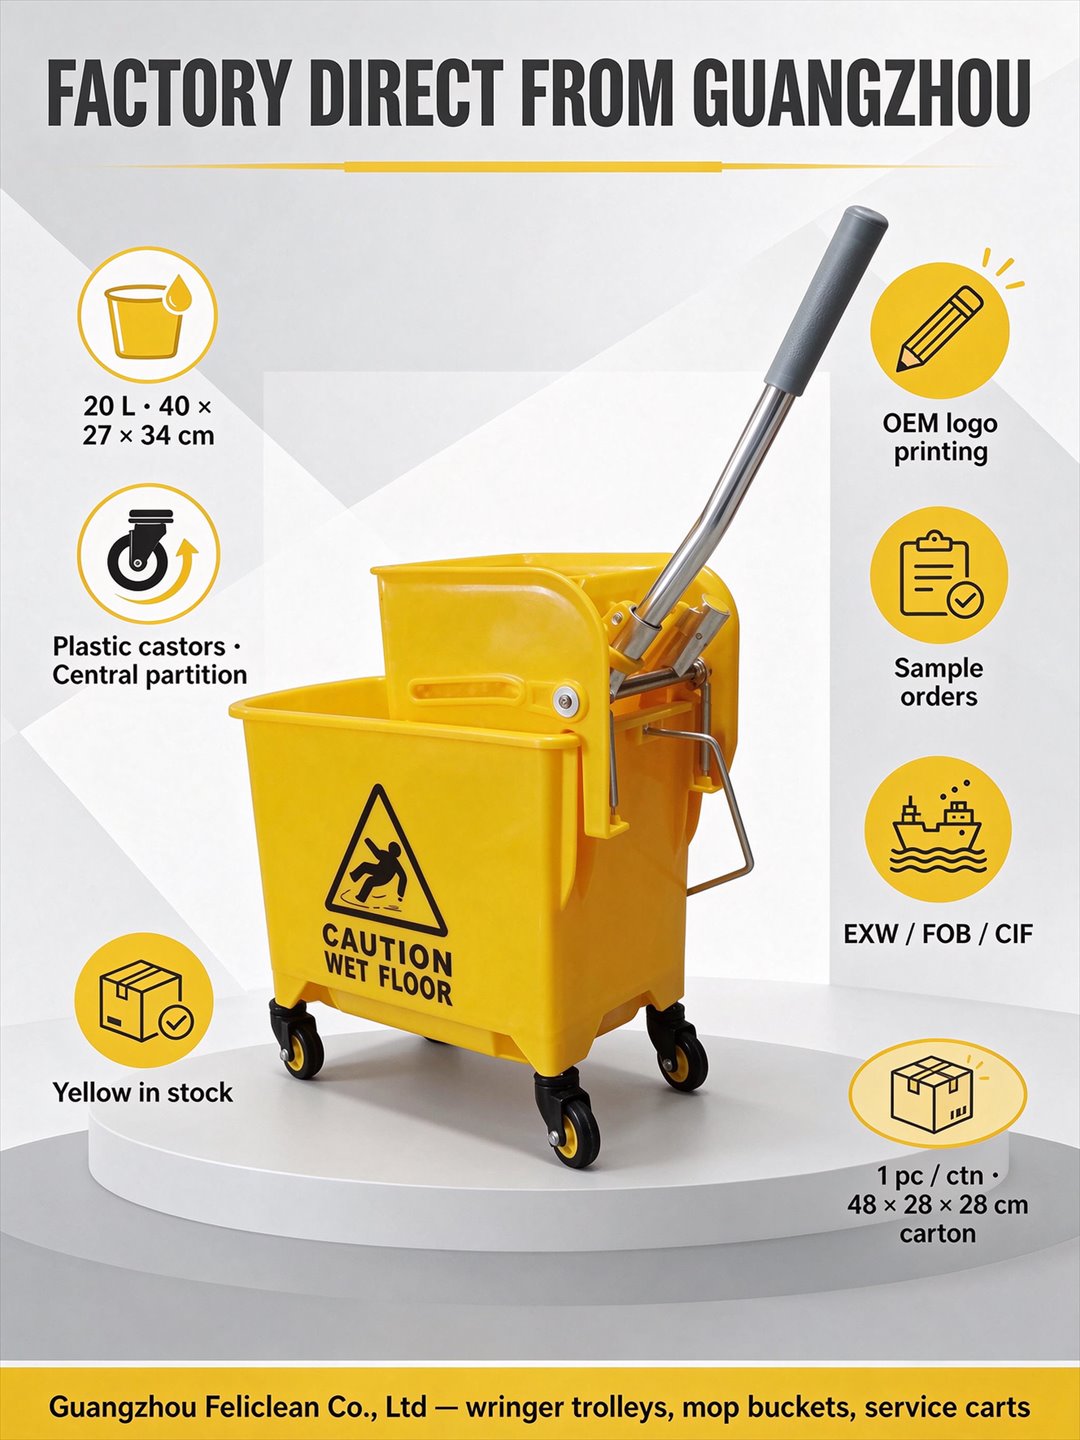 FACTORY DIRECT FROM GUANGZHOU
20 L · 40 ×
27 × 34 cm
Plastic castors ·
Central partition
Yellow in stock
OEM logo
printing
Sample
orders
EXW / FOB / CIF
1 pc / ctn ·
48 × 28 × 28 cm
carton
CAUTION
WET FLOOR
Guangzhou Feliclean Co., Ltd — wringer trolleys, mop buckets, service carts